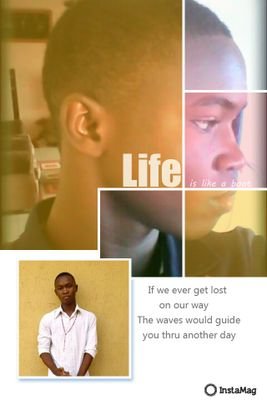 Life
is like a boat
If we ever get lost
on our way
The waves would guide
you thru another day
InstaMag